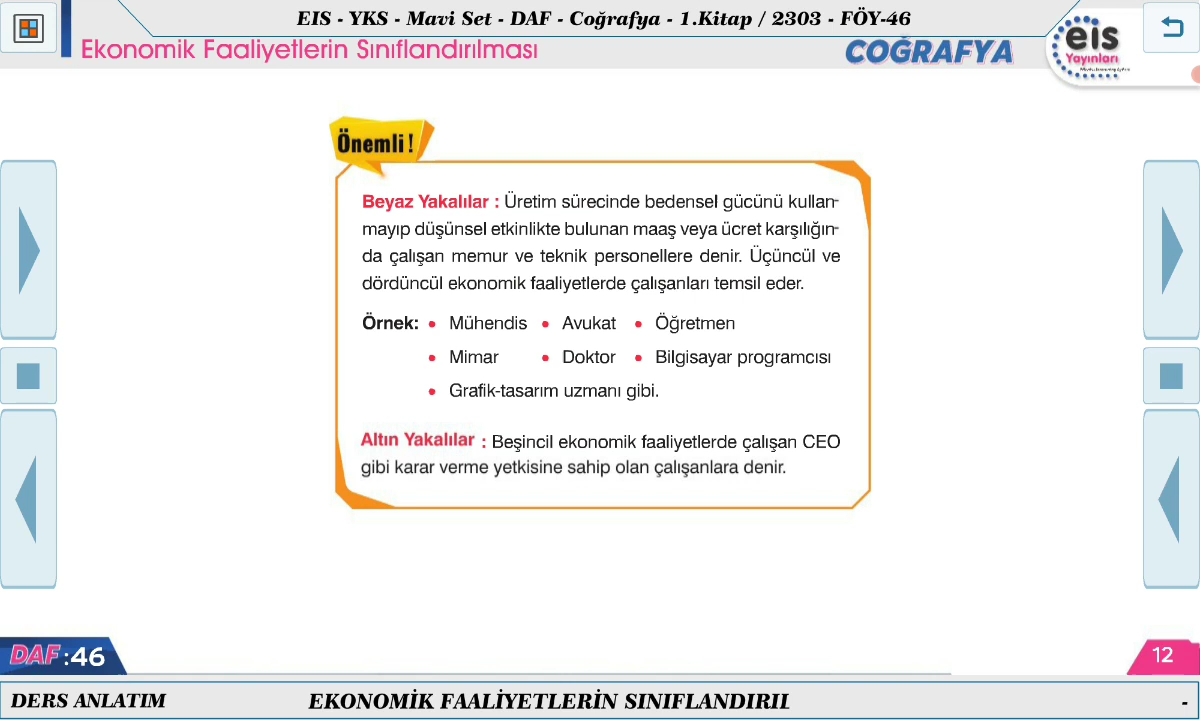 EIS - YKS - Mavi Set - DAF - Coğrafya - 1.Kitap / 2303 - FÖY-46
Ekonomik Faaliyetlerin Sınıflandırılması
COĞRAFYA
eis
Yayınları
Önemli!
Beyaz Yakalılar : Üretim sürecinde bedensel gücünü kullan-
mayıp düşünsel etkinlikte bulunan maaş veya ücret karşılığın-
da çalışan memur ve teknik personellere denir. Üçüncül ve
dördüncül ekonomik faaliyetlerde çalışanları temsil eder.
Örnek: • Mühendis • Avukat • Öğretmen
• Mimar • Doktor • Bilgisayar programcısı
• Grafik-tasarım uzmanı gibi.
Altın Yakalılar : Beşincil ekonomik faaliyetlerde çalışan CEO
gibi karar verme yetkisine sahip olan çalışanlara denir.
DAF :46
12
DERS ANLATIM
EKONOMİK FAALİYETLERİN SINIFLANDIRII
-